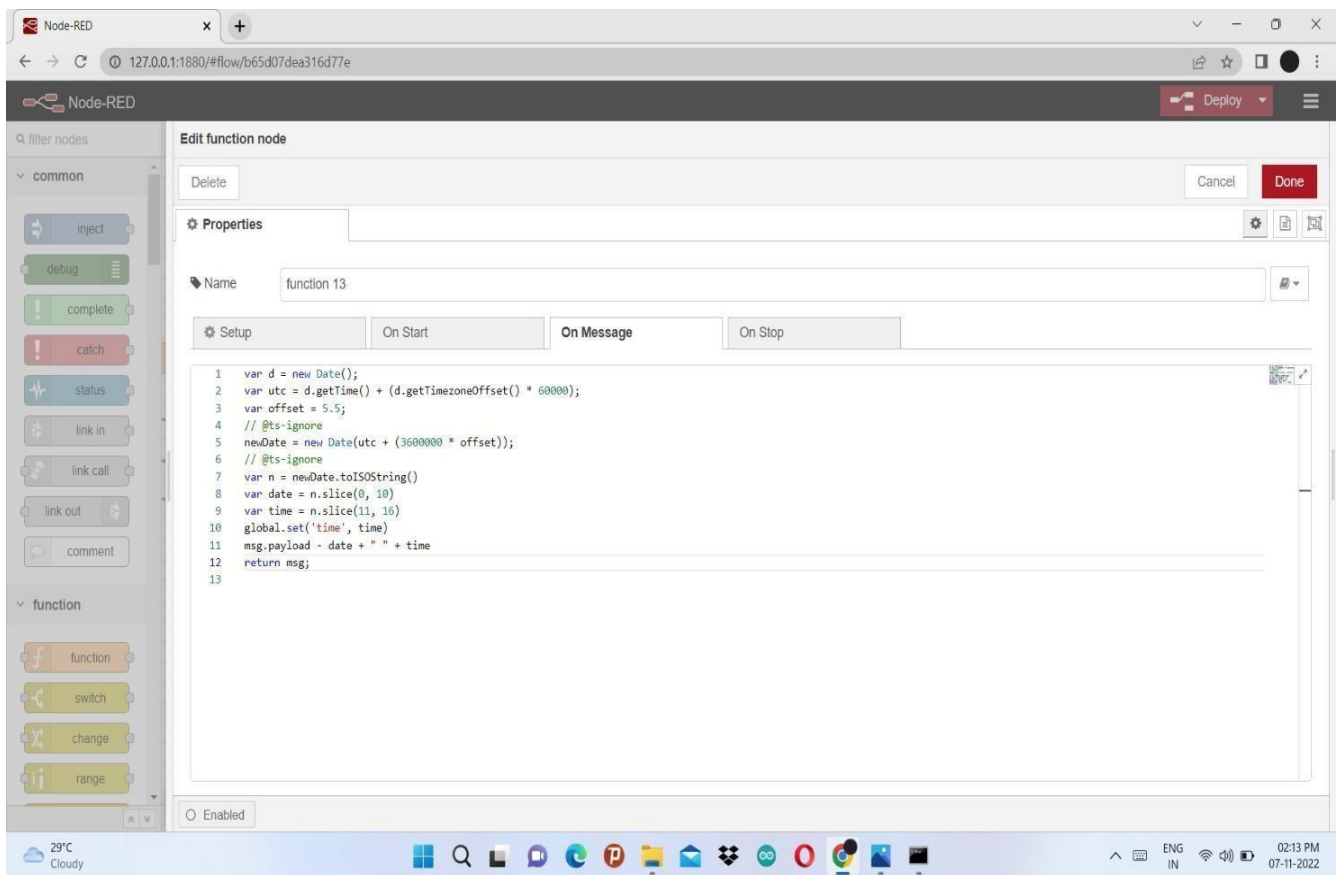 Node-RED
127.0.0.1:1880/#flow/b65d07dea316d77e
Node-RED
Deploy
filter nodes
Edit function node
common
Delete
Cancel
Done
inject
Properties
debug
Name
function 13
complete
Setup
On Start
On Message
On Stop
catch
1 var d = new Date();
2 var utc = d.getTime() + (d.getTimezoneOffset() * 60000);
3 var offset = 5.5;
4 // @ts-ignore
5 newDate = new Date(utc + (3600000 * offset));
6 // @ts-ignore
7 var n = newDate.toISOString()
8 var date = n.slice(0, 10)
9 var time = n.slice(11, 16)
10 global.set('time', time)
11 msg.payload - date + " " + time
12 return msg;
13
status
link in
link call
link out
comment
function
function
switch
change
range
Enabled
29°C
Cloudy
ENG
IN
02:13 PM
07-11-2022